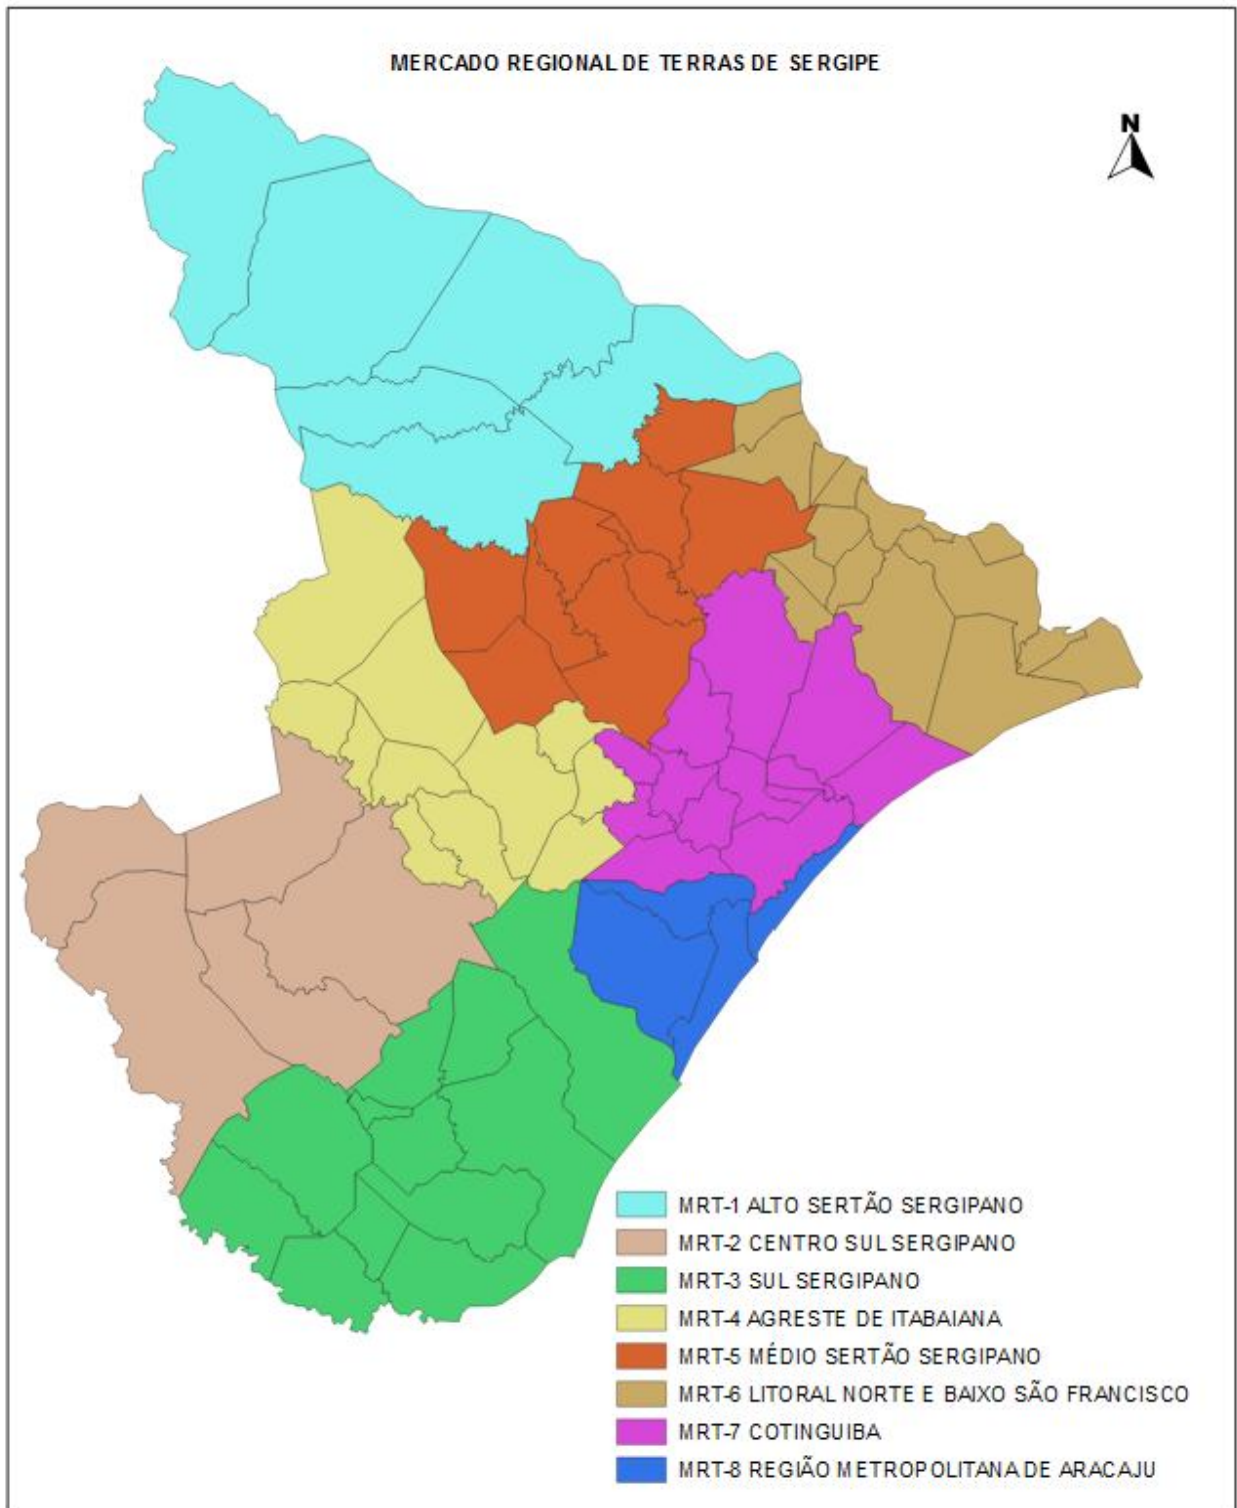 MERCADO REGIONAL DE TERRAS DE SERGIPE
N
MRT-1 ALTO SERTÃO SERGIPANO
MRT-2 CENTRO SUL SERGIPANO
MRT-3 SUL SERGIPANO
MRT-4 AGRESTE DE ITABAIANA
MRT-5 MÉDIO SERTÃO SERGIPANO
MRT-6 LITORAL NORTE E BAIXO SÃO FRANCISCO
MRT-7 COTINGUIBA
MRT-8 REGIÃO METROPOLITANA DE ARACAJU